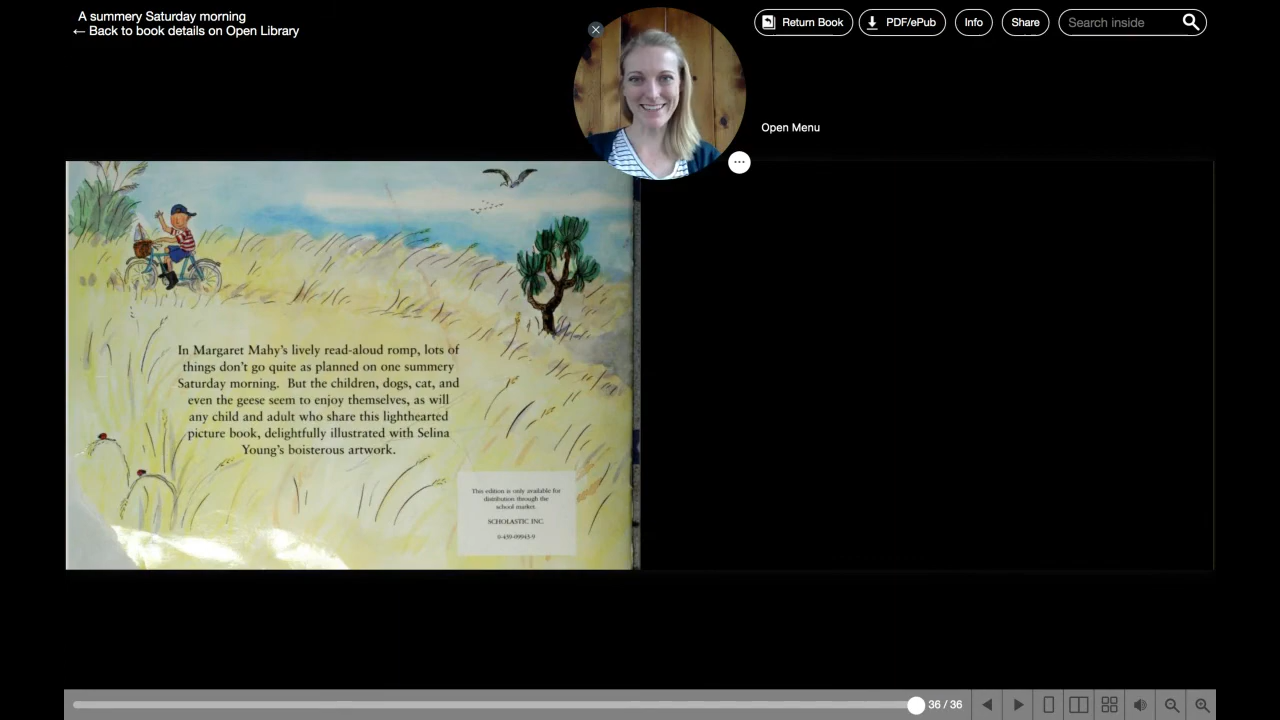 A summery Saturday morning
← Back to book details on Open Library
Return Book
PDF/ePub
Info
Share
Search inside
Open Menu
In Margaret Mahy's lively read-aloud romp, lots of
things don't go quite as planned on one summery
Saturday morning. But the children, dogs, cat, and
even the geese seem to enjoy themselves, as will
any child and adult who share this lighthearted
picture book, delightfully illustrated with Selina
Young's boisterous artwork.
This edition is only available for
distribution through the
school market.
SCHOLASTIC INC.
0-439-09943-9
36 / 36